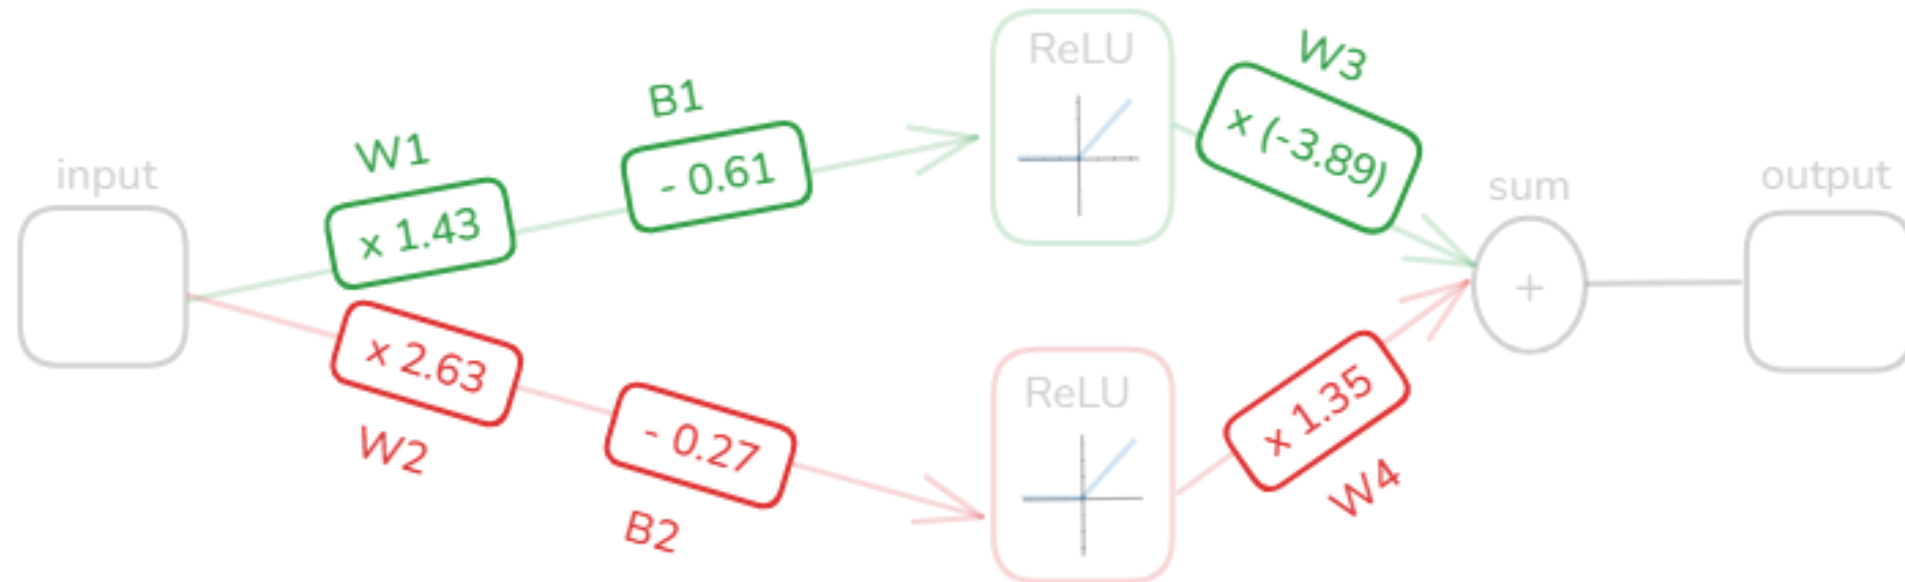 input
W1
x 1.43
B1
- 0.61
ReLU
W3
x (-3.89)
x 2.63
W2
- 0.27
B2
ReLU
x 1.35
W4
sum
+
output